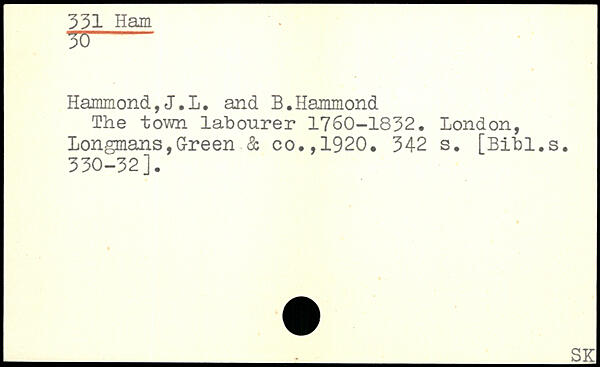 331 Ham
30
Hammond,J.L. and B.Hammond
The town labourer 1760-1832. London,
Longmans,Green & co.,1920. 342 s. [Bibl.s.
330-32].
SK